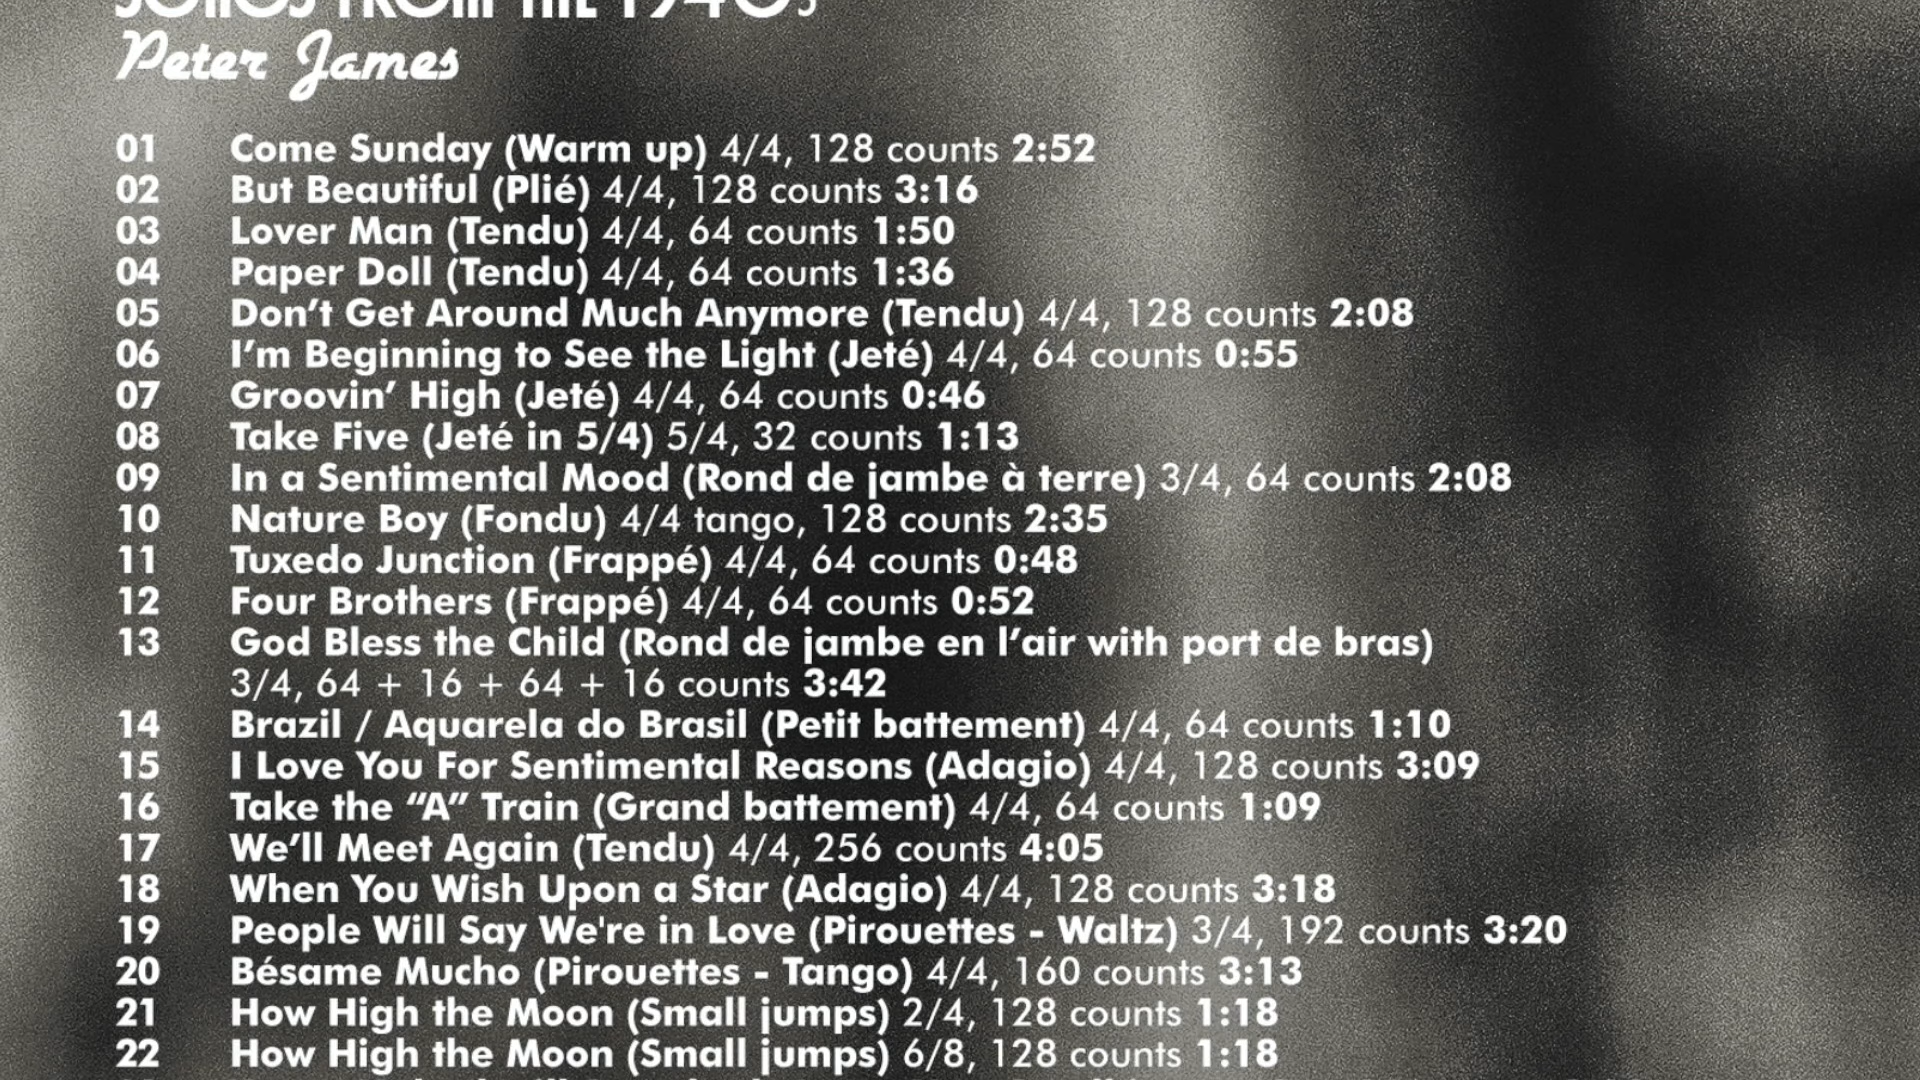 SONGS FROM THE 1940s
Peter James
01 Come Sunday (Warm up) 4/4, 128 counts 2:52
02 But Beautiful (Plié) 4/4, 128 counts 3:16
03 Lover Man (Tendu) 4/4, 64 counts 1:50
04 Paper Doll (Tendu) 4/4, 64 counts 1:36
05 Don’t Get Around Much Anymore (Tendu) 4/4, 128 counts 2:08
06 I’m Beginning to See the Light (Jeté) 4/4, 64 counts 0:55
07 Groovin’ High (Jeté) 4/4, 64 counts 0:46
08 Take Five (Jeté in 5/4) 5/4, 32 counts 1:13
09 In a Sentimental Mood (Rond de jambe à terre) 3/4, 64 counts 2:08
10 Nature Boy (Fondu) 4/4 tango, 128 counts 2:35
11 Tuxedo Junction (Frappé) 4/4, 64 counts 0:48
12 Four Brothers (Frappé) 4/4, 64 counts 0:52
13 God Bless the Child (Rond de jambe en l’air with port de bras)
3/4, 64 + 16 + 64 + 16 counts 3:42
14 Brazil / Aquarela do Brasil (Petit battement) 4/4, 64 counts 1:10
15 I Love You For Sentimental Reasons (Adagio) 4/4, 128 counts 3:09
16 Take the “A” Train (Grand battement) 4/4, 64 counts 1:09
17 We’ll Meet Again (Tendu) 4/4, 256 counts 4:05
18 When You Wish Upon a Star (Adagio) 4/4, 128 counts 3:18
19 People Will Say We're in Love (Pirouettes - Waltz) 3/4, 192 counts 3:20
20 Bésame Mucho (Pirouettes - Tango) 4/4, 160 counts 3:13
21 How High the Moon (Small jumps) 2/4, 128 counts 1:18
22 How High the Moon (Small jumps) 6/8, 128 counts 1:18